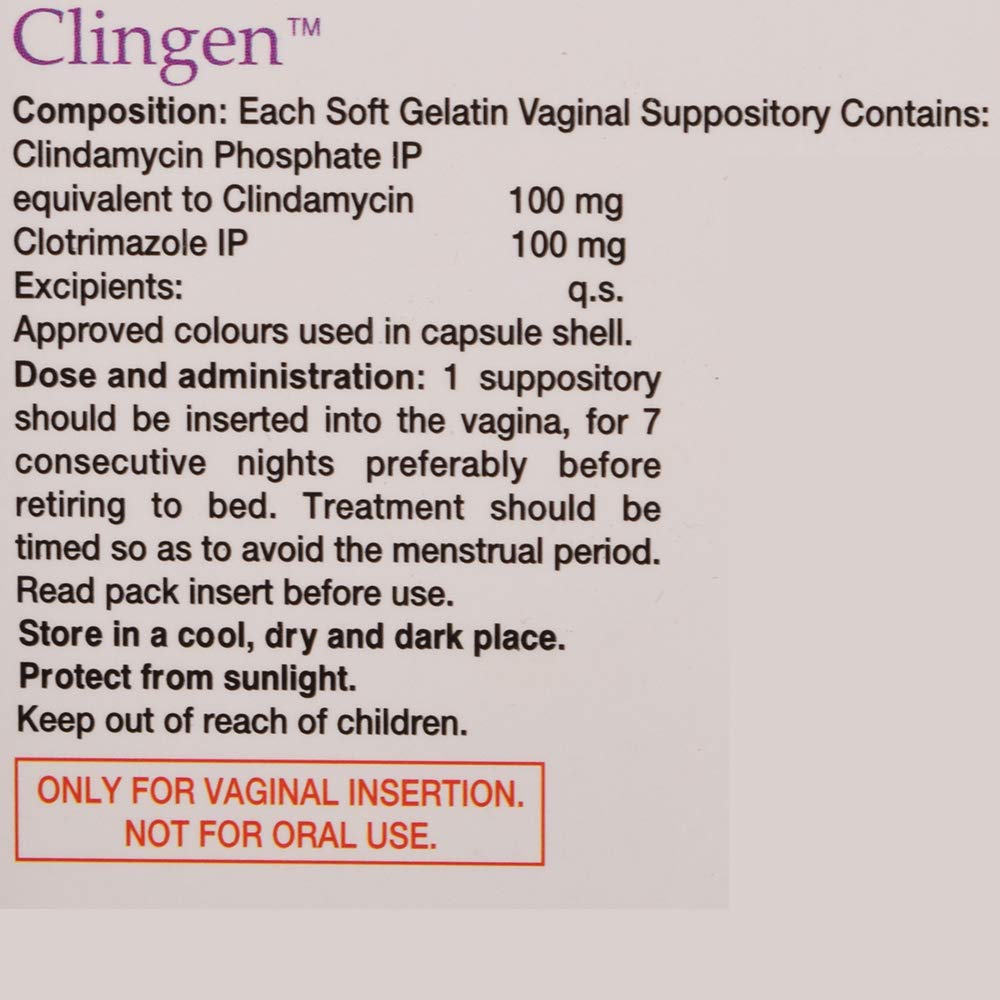 Clingen™
Composition: Each Soft Gelatin Vaginal Suppository Contains:
Clindamycin Phosphate IP
equivalent to Clindamycin 100 mg
Clotrimazole IP 100 mg
Excipients: q.s.
Approved colours used in capsule shell.
Dose and administration: 1 suppository
should be inserted into the vagina, for 7
consecutive nights preferably before
retiring to bed. Treatment should be
timed so as to avoid the menstrual period.
Read pack insert before use.
Store in a cool, dry and dark place.
Protect from sunlight.
Keep out of reach of children.
ONLY FOR VAGINAL INSERTION.
NOT FOR ORAL USE.